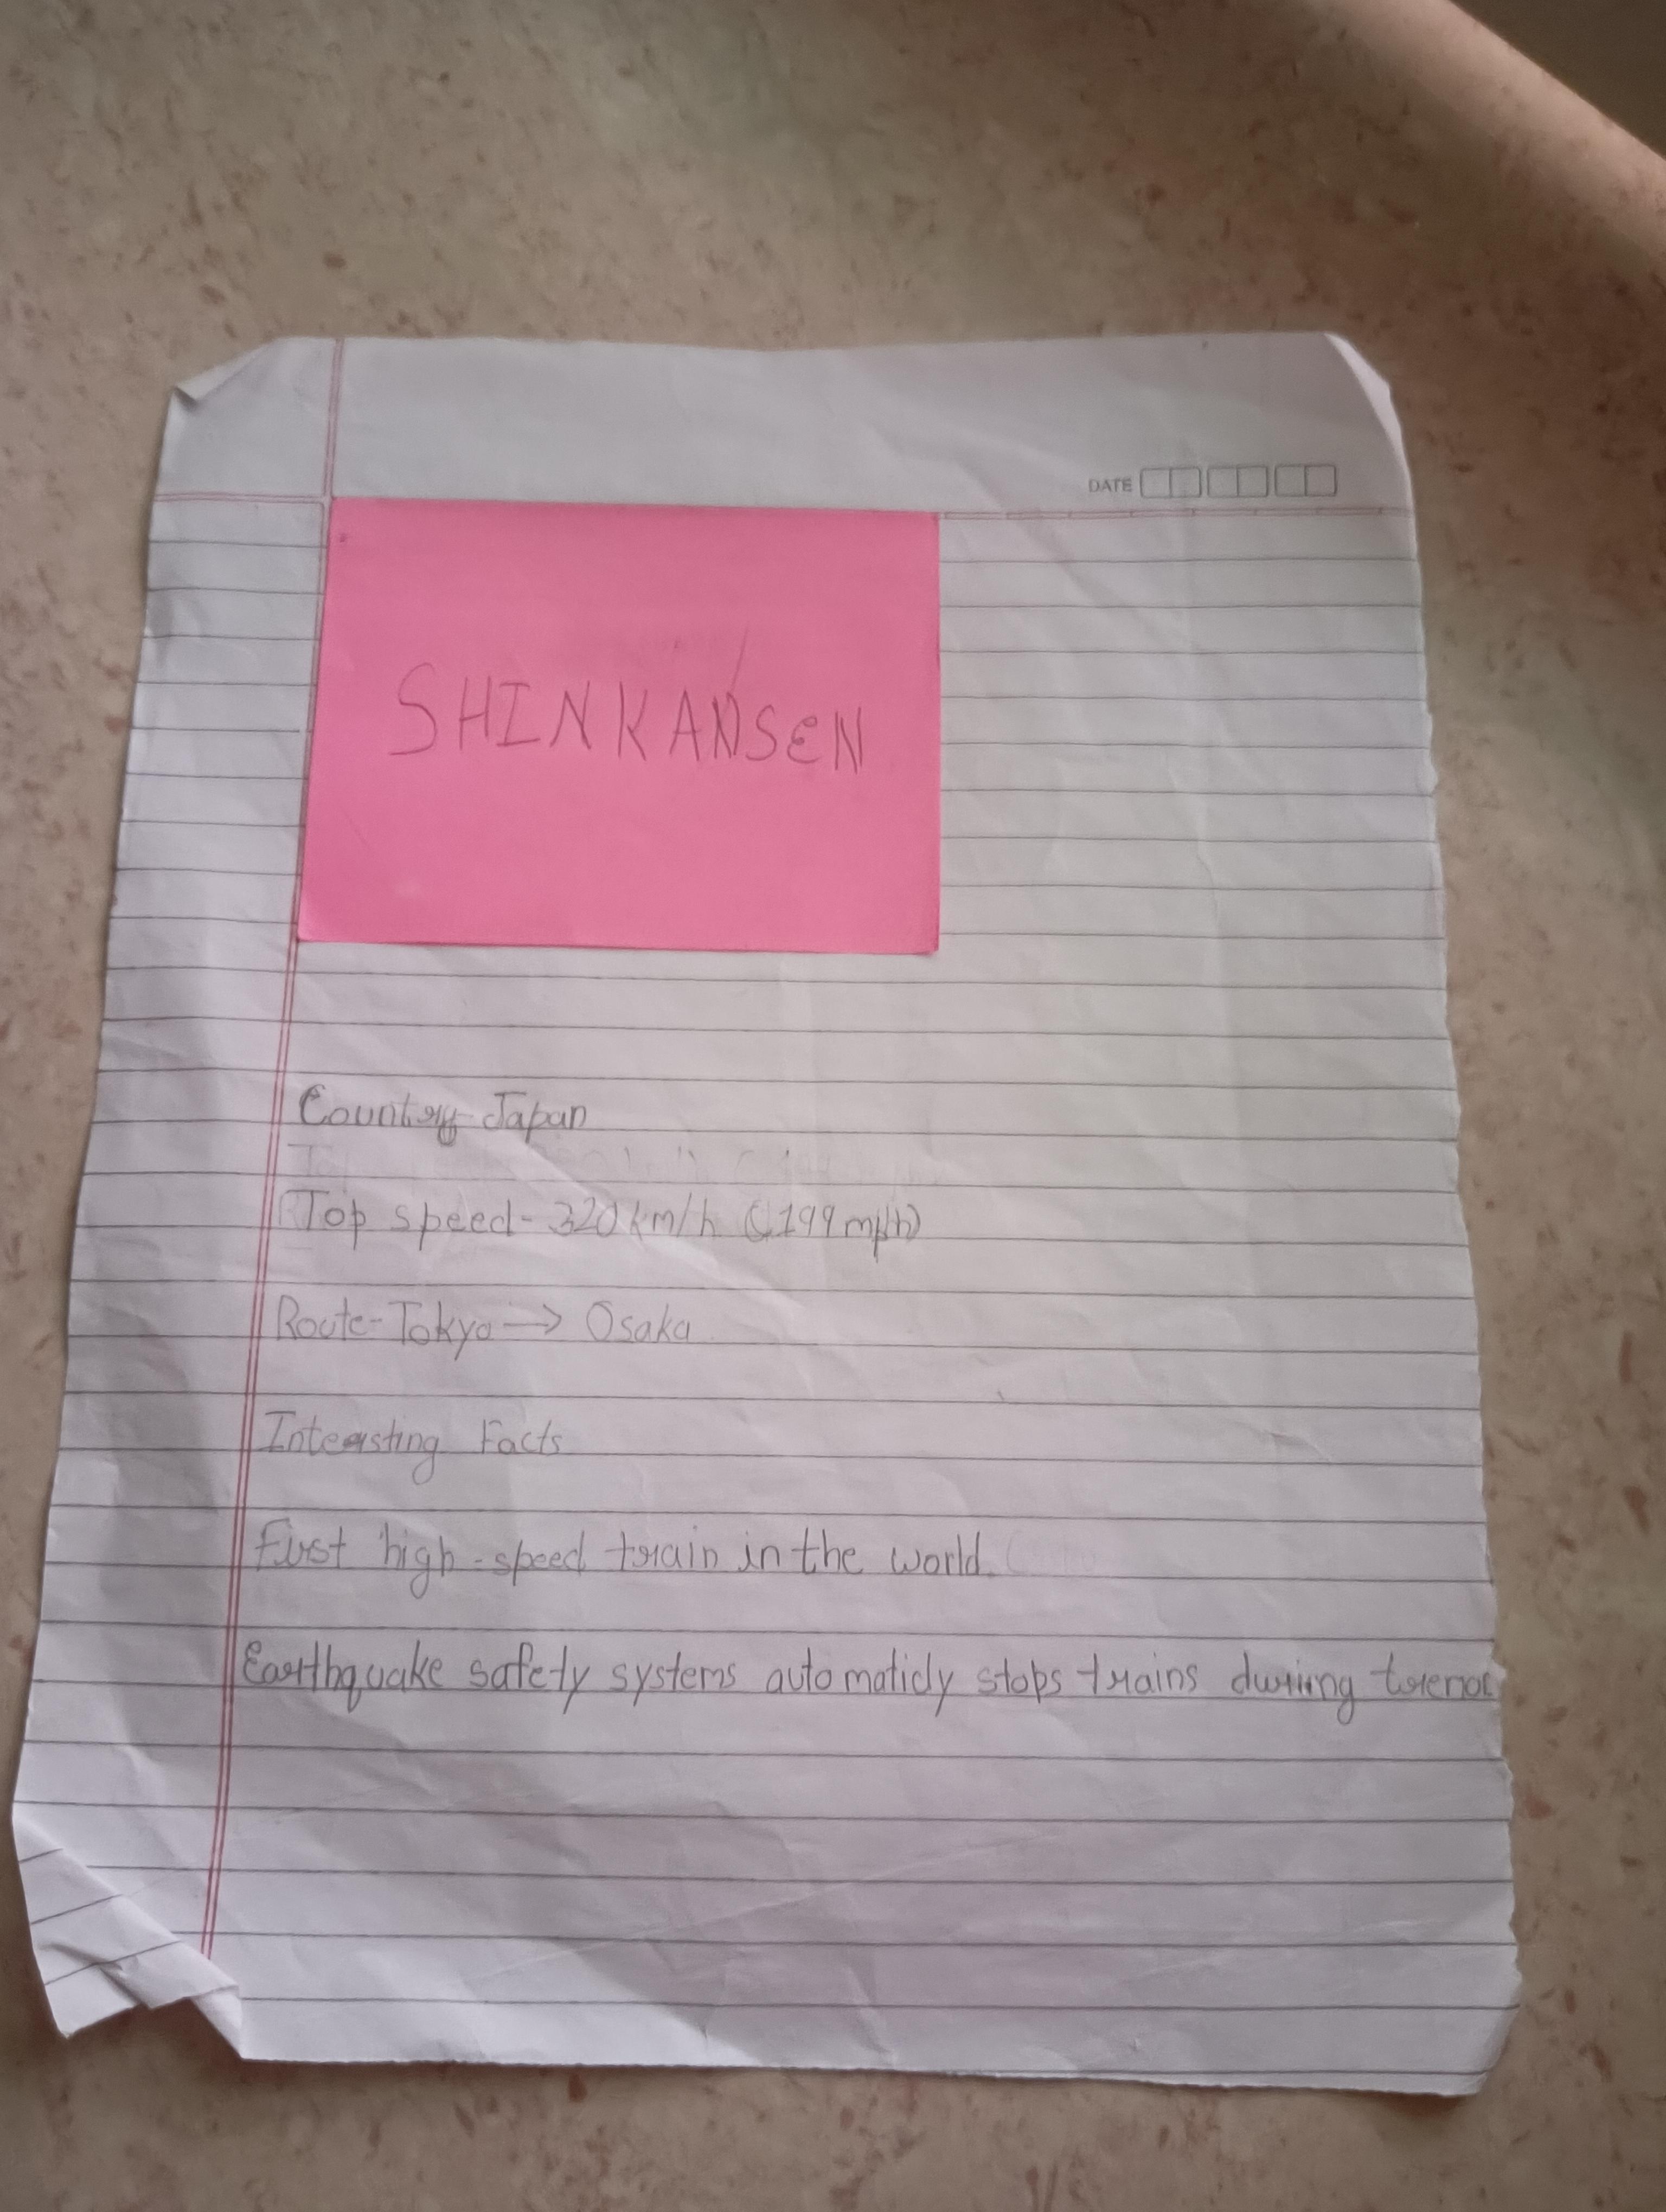 DATE
SHINKANSEN
Country-Japan
Top speed- 320 km/h (199 mph)
Route-Tokyo → Osaka
Inteasting Facts
First high-speed train in the world.
Earthquake safety systems automaticly stops trains during